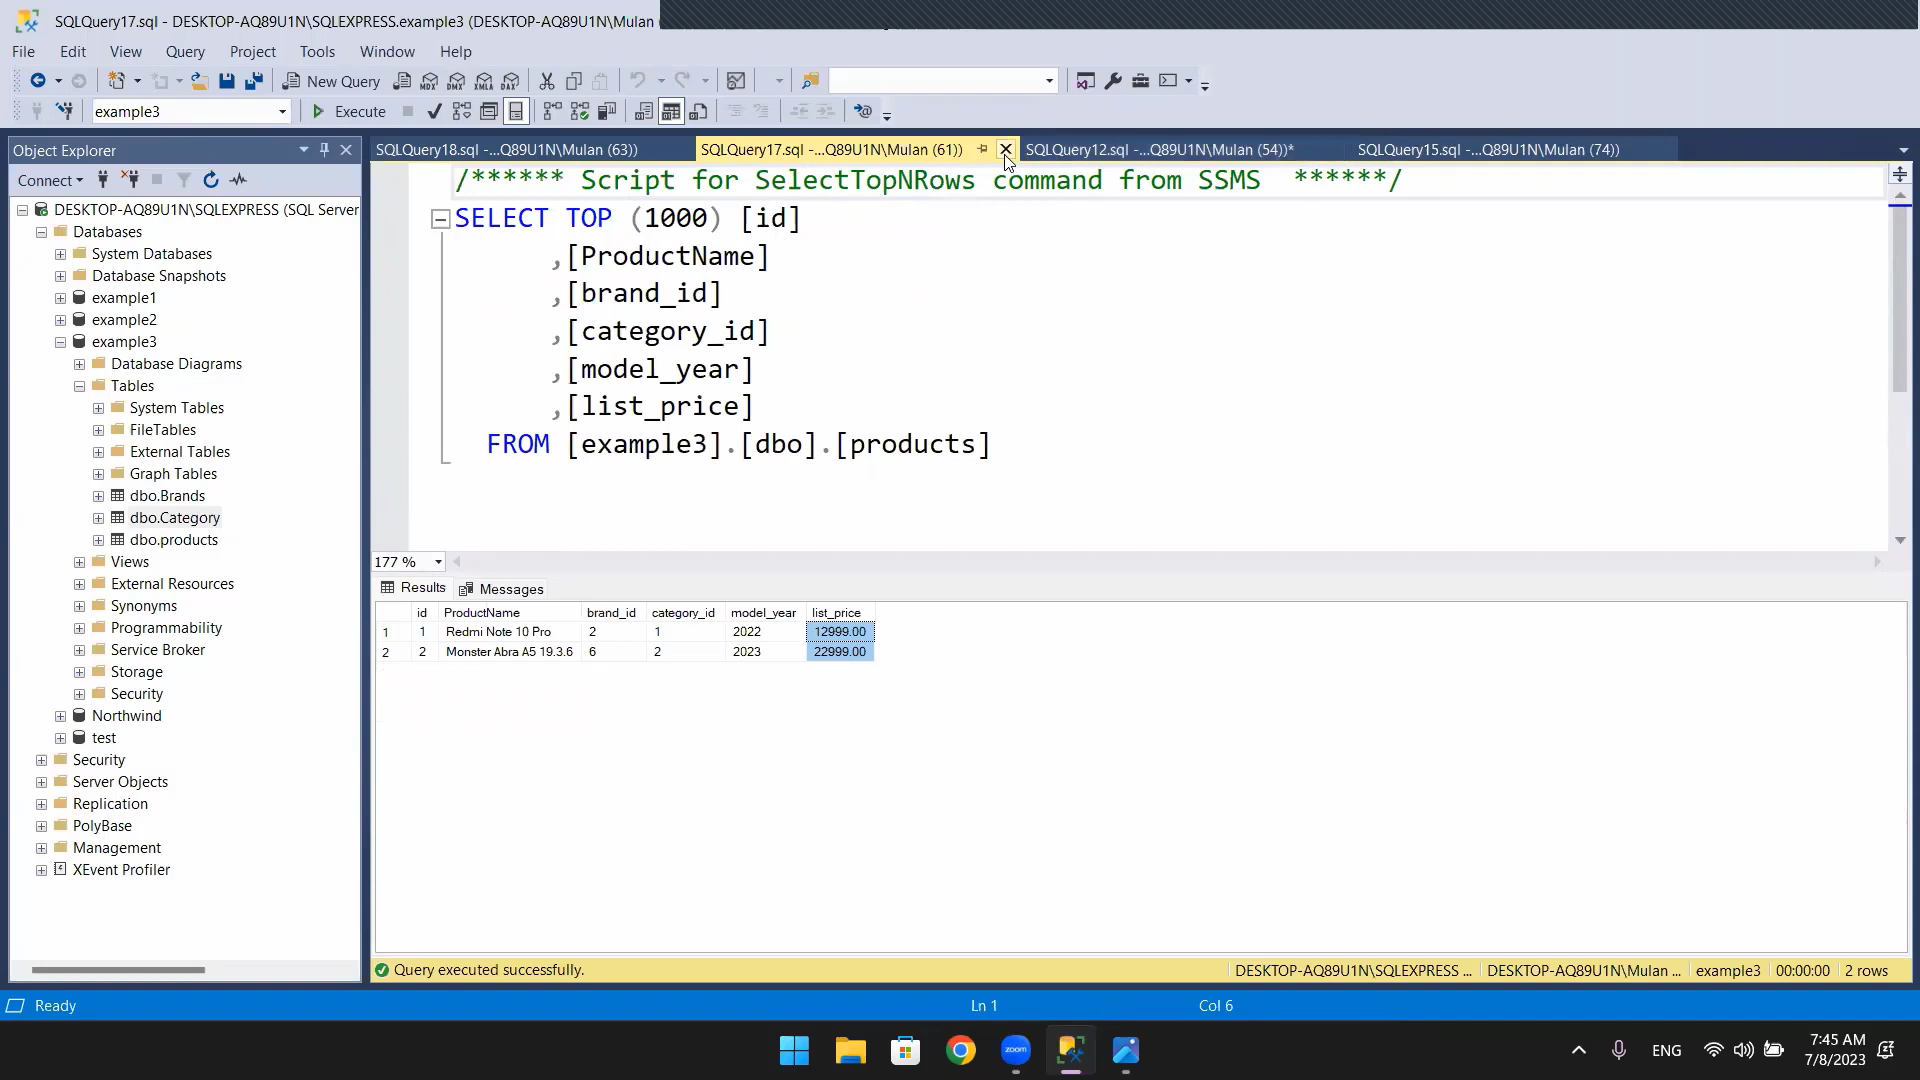 SQLQuery17.sql - DESKTOP-AQ89U1N\SQLEXPRESS.example3 (DESKTOP-AQ89U1N\Mulan
File Edit View Query Project Tools Window Help
New Query MDX DMX XMLA DAX
example3 Execute
Object Explorer
Connect
DESKTOP-AQ89U1N\SQLEXPRESS (SQL Server
Databases
System Databases
Database Snapshots
example1
example2
example3
Database Diagrams
Tables
System Tables
FileTables
External Tables
Graph Tables
dbo.Brands
dbo.Category
dbo.products
Views
External Resources
Synonyms
Programmability
Service Broker
Storage
Security
Northwind
test
Security
Server Objects
Replication
PolyBase
Management
XEvent Profiler
SQLQuery18.sql -...Q89U1N\Mulan (63)) SQLQuery17.sql -...Q89U1N\Mulan (61)) SQLQuery12.sql -...Q89U1N\Mulan (54))* SQLQuery15.sql -...Q89U1N\Mulan (74))
/****** Script for SelectTopNRows command from SSMS  ******/
SELECT TOP (1000) [id]
,[ProductName]
,[brand_id]
,[category_id]
,[model_year]
,[list_price]
FROM [example3].[dbo].[products]
177 %
Results Messages
id ProductName brand_id category_id model_year list_price
1 1 Redmi Note 10 Pro 2 1 2022 12999.00
2 2 Monster Abra A5 19.3.6 6 2 2023 22999.00
Query executed successfully. DESKTOP-AQ89U1N\SQLEXPRESS ... DESKTOP-AQ89U1N\Mulan ... example3 00:00:00 2 rows
Ready Ln 1 Col 6
zoom ENG 7:45 AM
7/8/2023